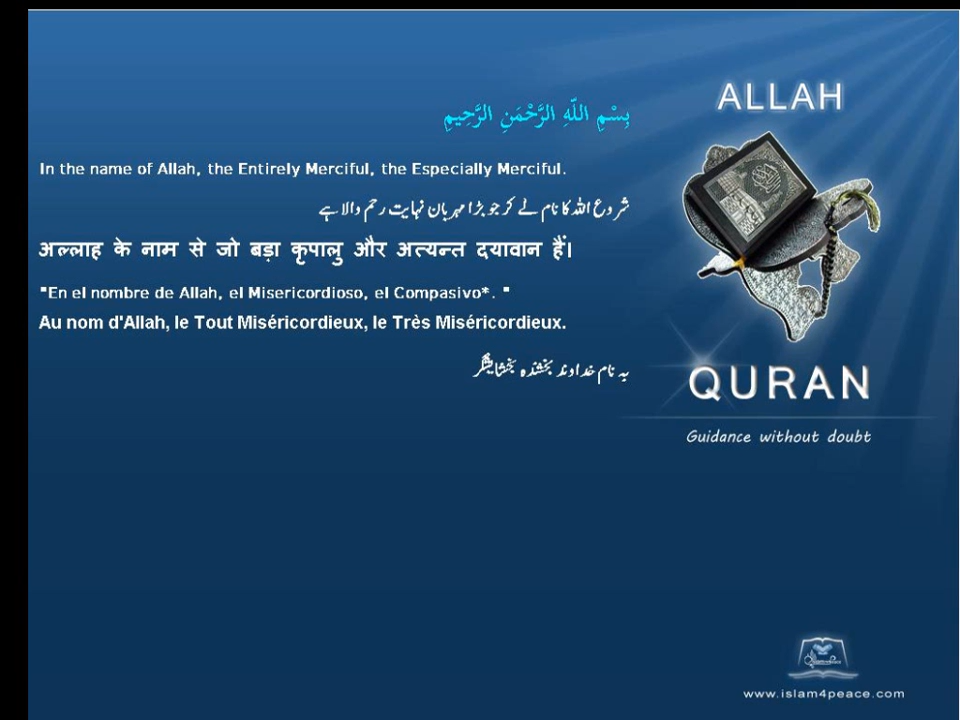 بِسْمِ اللَّهِ الرَّحْمَنِ الرَّحِيمِ
In the name of Allah, the Entirely Merciful, the Especially Merciful.
شروع الله کا نام لے کر جو بڑا مہربان نہایت رحم والا ہے
अल्लाह के नाम से जो बड़ा कृपालु और अत्यन्त दयावान हैं।
"En el nombre de Allah, el Misericordioso, el Compasivo*. "
Au nom d'Allah, le Tout Miséricordieux, le Très Miséricordieux.
به نام خداوند بخشنده بخشایشگر
ALLAH
QURAN
Guidance without doubt
www.islam4peace.com